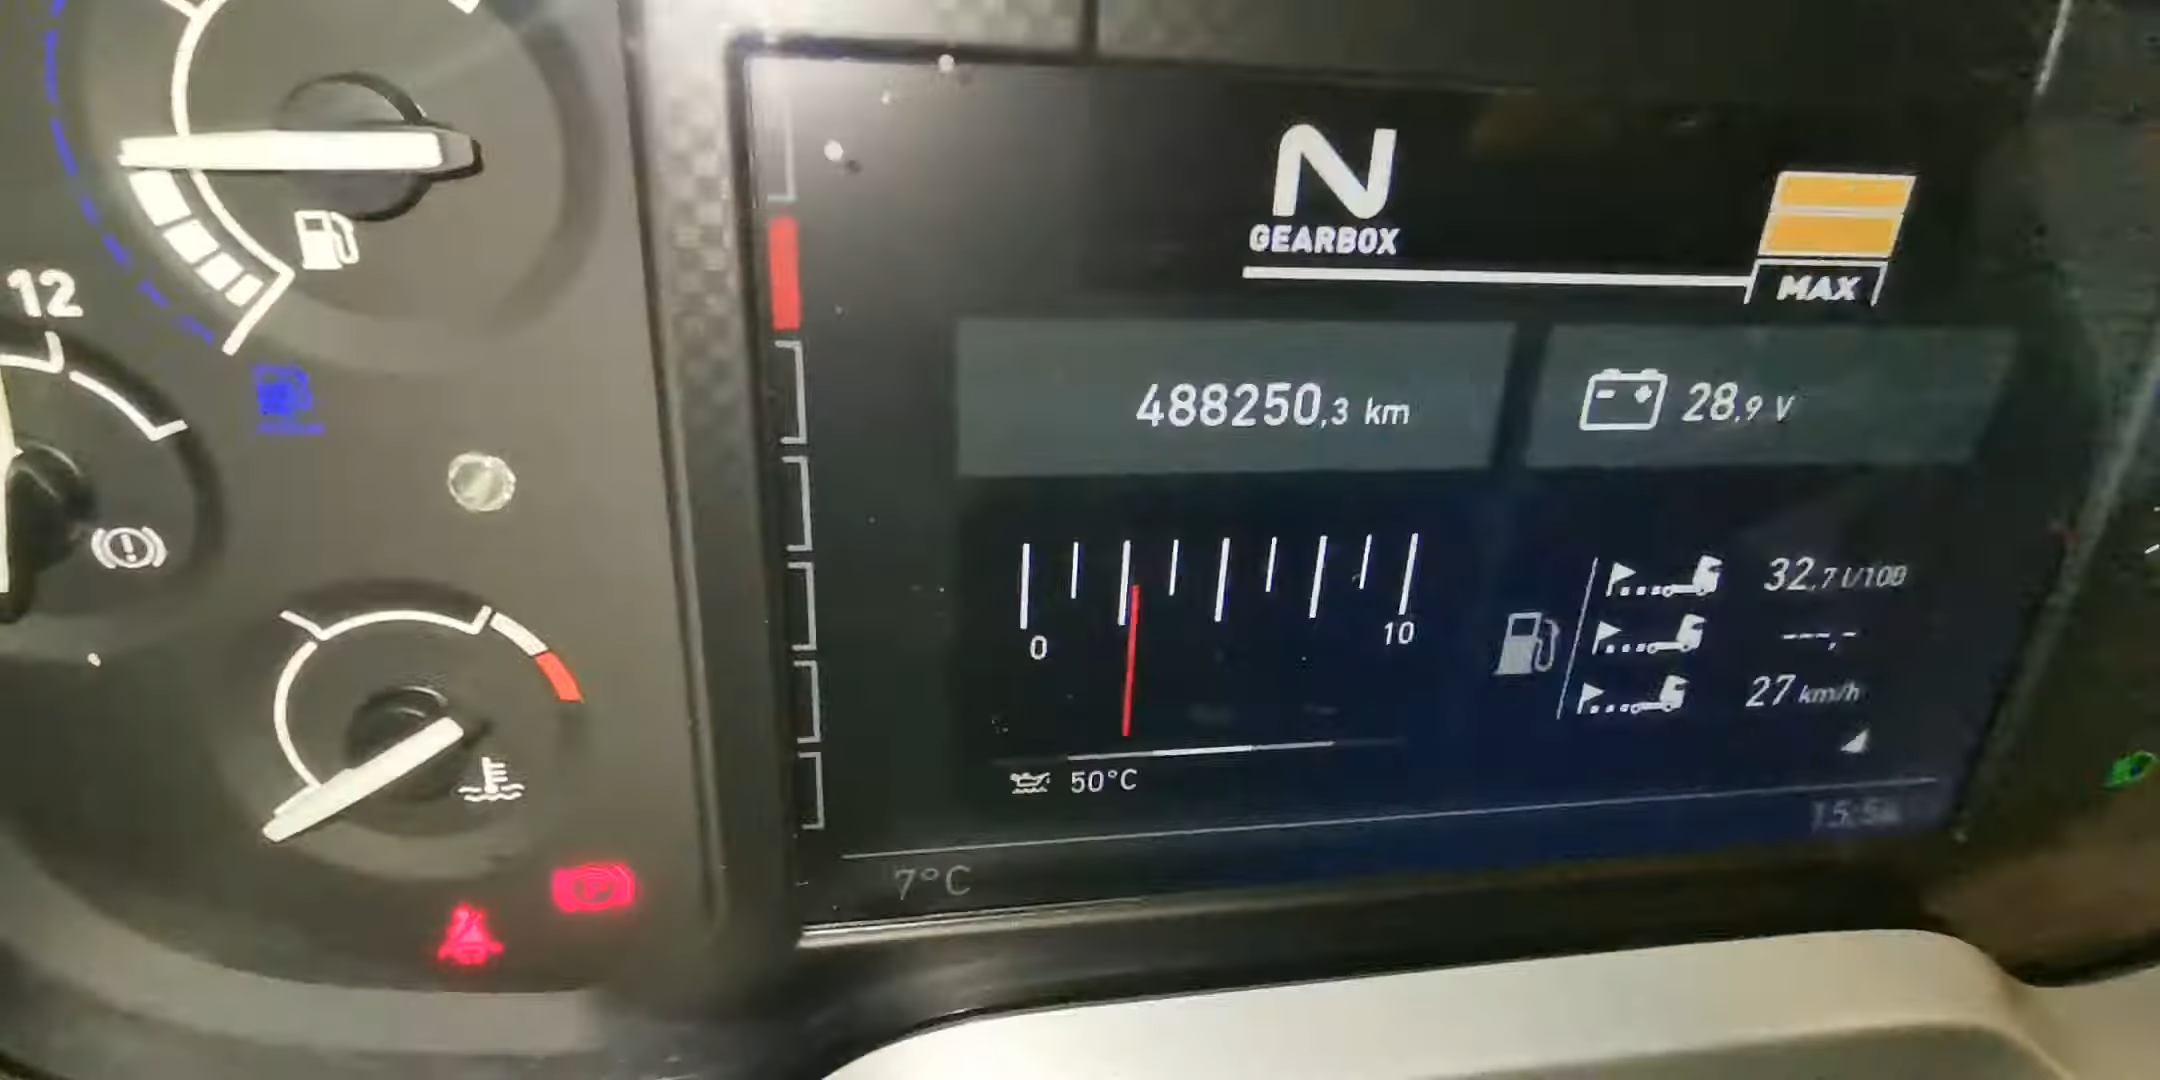 12
N
GEARBOX
MAX
488250,3 km
28,9 V
0
10
50°C
32,7 l/100
---,-
27 km/h
7°C